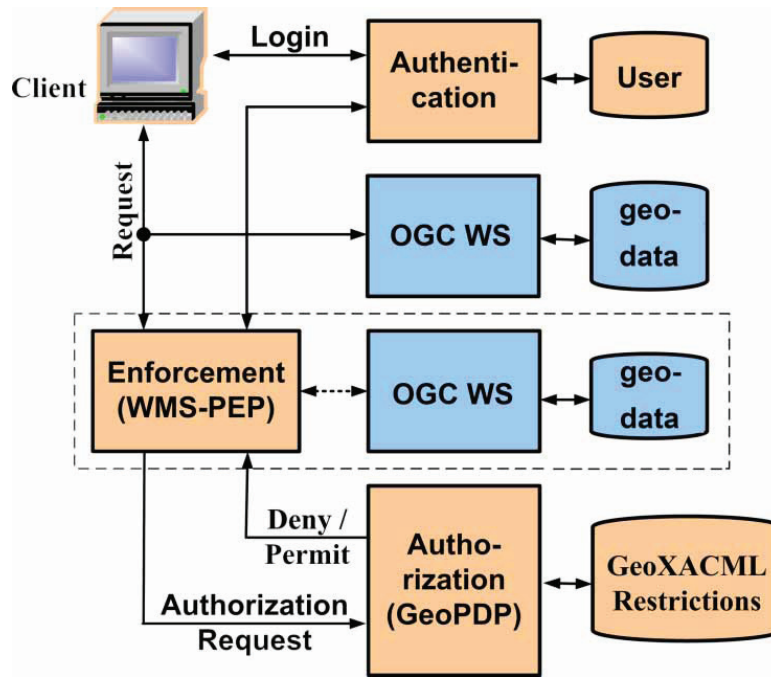 Login
Client
Authenti-
cation
User
Request
OGC WS
geo-
data
Enforcement
(WMS-PEP)
OGC WS
geo-
data
Deny /
Permit
Authorization
Request
Autho-
rization
(GeoPDP)
GeoXACML
Restrictions